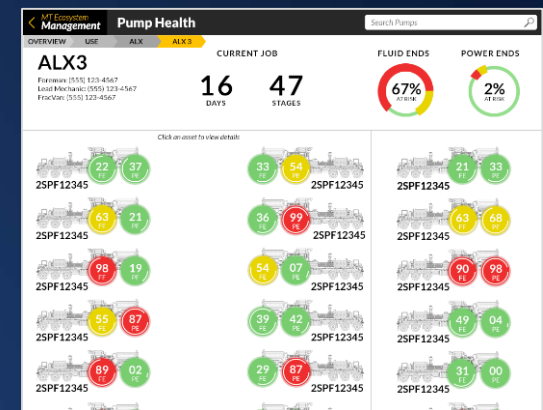 MT Ecosystem
Management
Pump Health
Search Pumps
OVERVIEW USE ALX ALX 3
ALX3
Foreman: (555) 123-4567
Lead Mechanic: (555) 123-4567
FracVan: (555) 123-4567
CURRENT JOB
16 DAYS
47 STAGES
FLUID ENDS
67%
AT RISK
POWER ENDS
2%
AT RISK
Click an asset to view details
22 FE 37 PE
2SPF12345
33 FE 54 PE
2SPF12345
21 FE 33 PE
2SPF12345
63 FE 21 PE
2SPF12345
36 FE 99 PE
2SPF12345
63 FE 68 PE
2SPF12345
98 FE 19 PE
2SPF12345
54 FE 07 PE
2SPF12345
90 FE 98 PE
2SPF12345
55 FE 87 PE
2SPF12345
39 FE 42 PE
2SPF12345
49 FE 04 PE
2SPF12345
89 FE 02 PE
2SPF12345
29 FE 87 PE
2SPF12345
31 FE 00 PE
2SPF12345